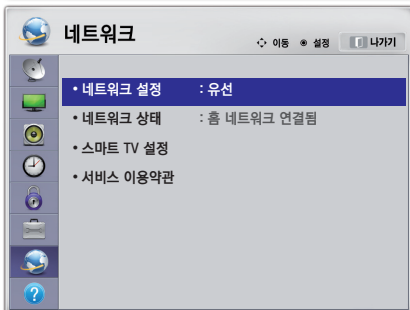 네트워크
이동 설정 나가기
• 네트워크 설정 : 유선
• 네트워크 상태 : 홈 네트워크 연결됨
• 스마트 TV 설정
• 서비스 이용약관
?